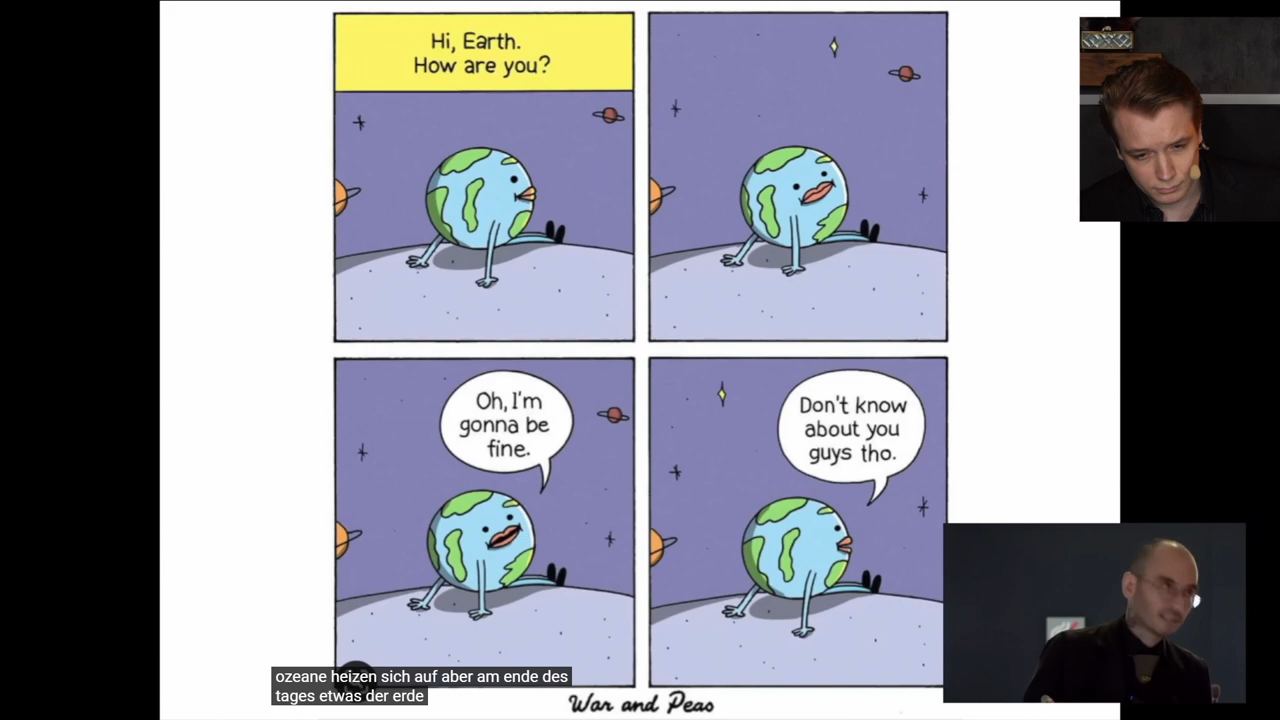 Hi, Earth.
How are you?
Oh, I'm
gonna be
fine.
Don't know
about you
guys tho.
ozeane heizen sich auf aber am ende des
tages etwas der erde
War and Peas